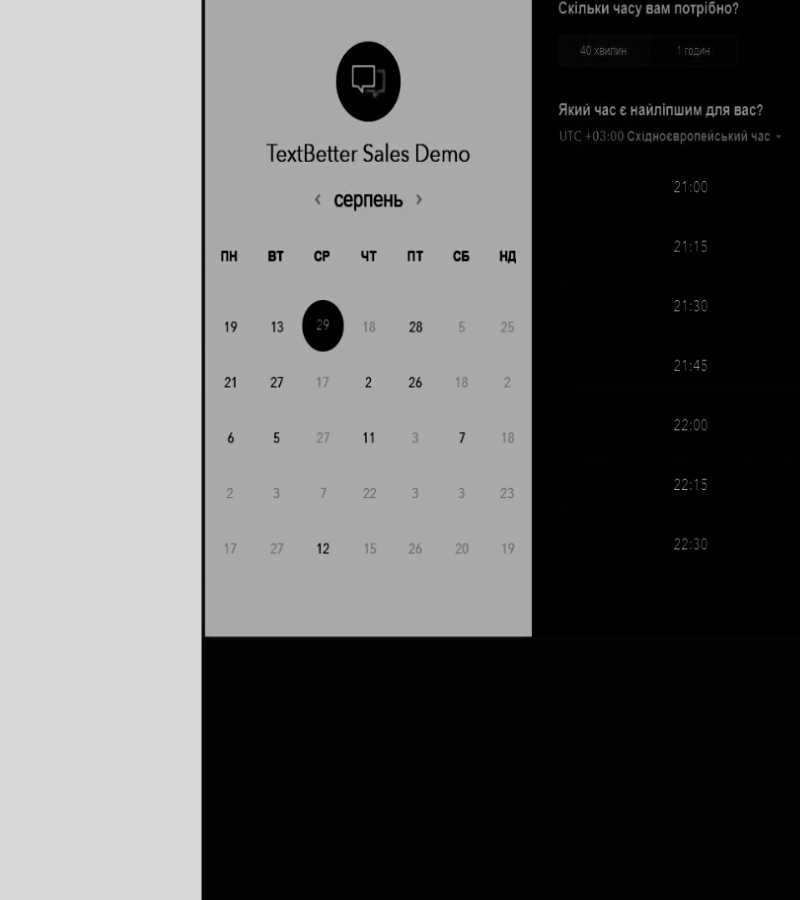 TextBetter Sales Demo
‹ серпень ›
ПН ВТ СР ЧТ ПТ СБ НД
19 13 29 18 28 5 25
21 27 17 2 26 18 2
6 5 27 11 3 7 18
2 3 7 22 3 3 23
17 27 12 15 26 20 19
Скільки часу вам потрібно?
40 хвилин 1 годин
Який час є найліпшим для вас?
UTC +03:00 Східноєвропейський час
21:00
21:15
21:30
21:45
22:00
22:15
22:30